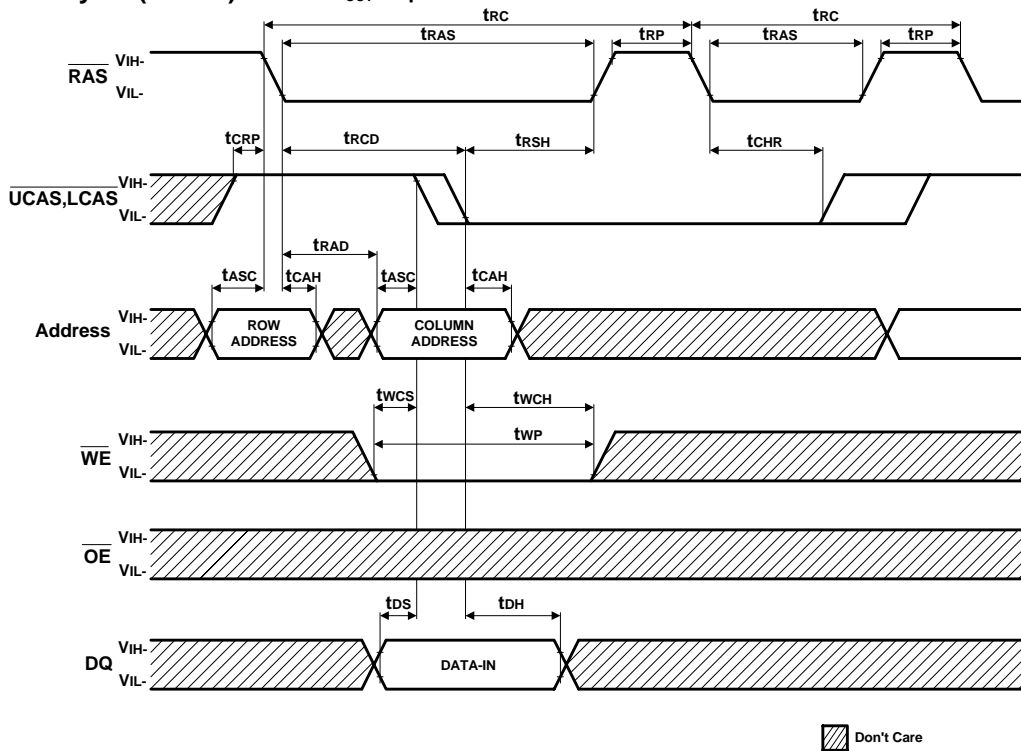 tRC tRC
tRAS tRP tRAS tRP
VIH-
RAS
VIL-
tCRP tRCD tRSH tCHR
VIH-
UCAS,LCAS
VIL-
tRAD
tASC tCAH tASC tCAH
VIH-
Address ROW ADDRESS COLUMN ADDRESS
VIL-
tWCS tWCH
tWP
VIH-
WE
VIL-
VIH-
OE
VIL-
tDS tDH
VIH-
DQ DATA-IN
VIL-
Don't Care